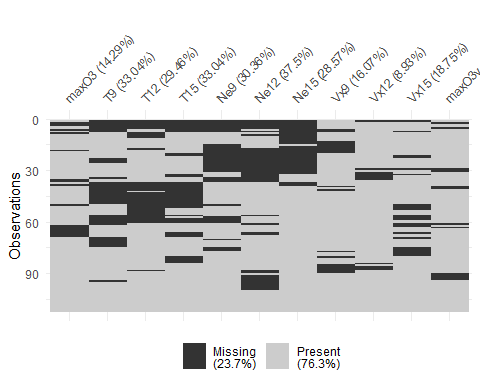 maxO3 (14.29%)
T9 (33.04%)
T12 (29.46%)
T15 (33.04%)
Ne9 (30.36%)
Ne12 (37.5%)
Ne15 (28.57%)
Vx9 (16.07%)
Vx12 (8.93%)
Vx15 (18.75%)
maxO3v
0
30
60
90
Observations
Missing
(23.7%)
Present
(76.3%)